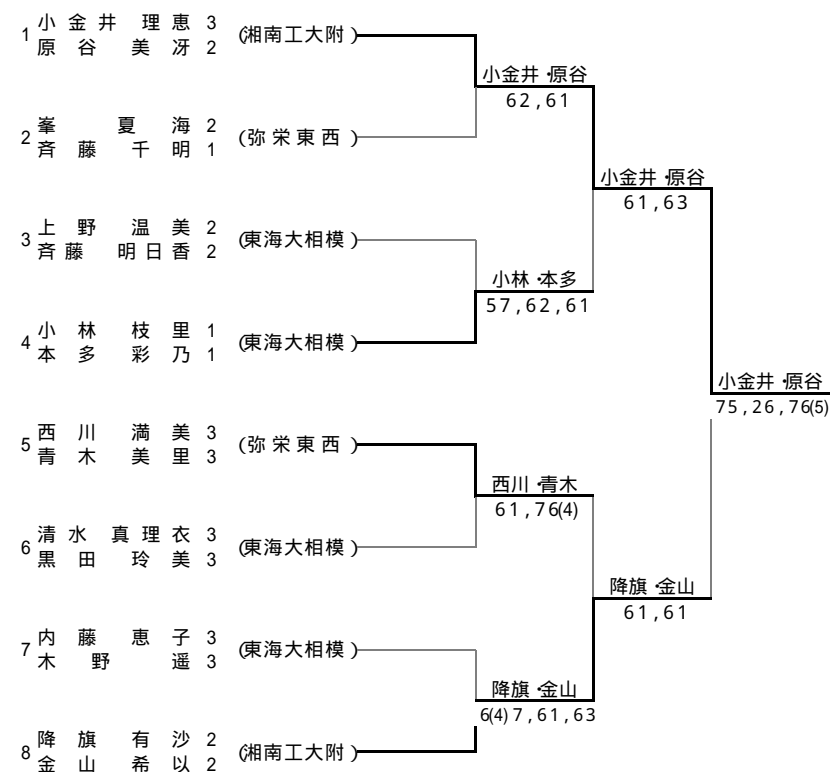 1 小金井 理恵 3 (湘南工大附)
原谷 美冴 2
小金井・原谷
62,61
2 峯 夏海 2 (弥栄東西)
斉藤千明 1
小金井・原谷
61,63
3 上野 温美 2 (東海大相模)
斉藤 明日香 2
小林・本多
57,62,61
4 小林 枝里 1 (東海大相模)
本多彩乃 1
小金井・原谷
75,26,76(5)
5 西川 満美 3 (弥栄東西)
青木 美里 3
西川・青木
61,76(4)
6 清水 真理衣 3 (東海大相模)
黒田 玲美 3
降旗・金山
61,61
7 内藤 恵子 3 (東海大相模)
木野 遥 3
降旗・金山
6(4)7,61,63
8 降旗 有沙 2 (湘南工大附)
金山 希以 2